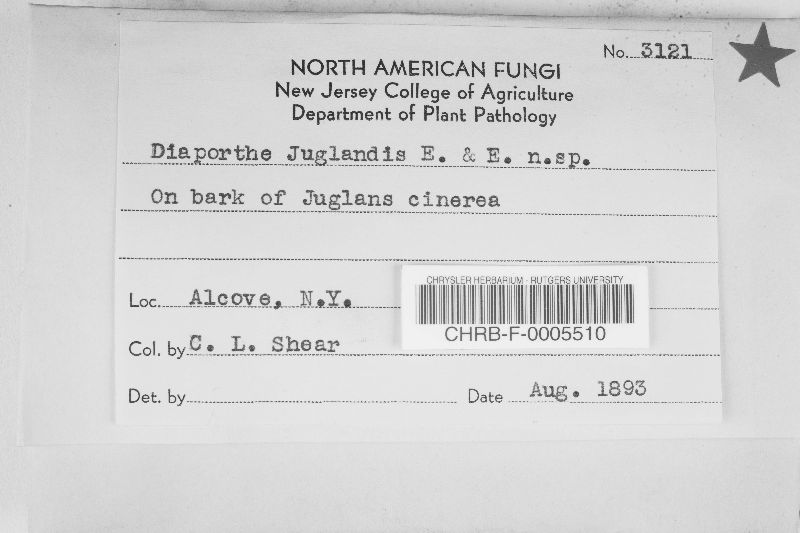 No. 3121
NORTH AMERICAN FUNGI
New Jersey College of Agriculture
Department of Plant Pathology
Diaporthe Juglandis E. & E. n.sp.
On bark of Juglans cinerea
Loc. Alcove, N.Y.
CHRYSLER HERBARIUM - RUTGERS UNIVERSITY
CHRB-F-0005510
Col. by C. L. Shear
Det. by
Date Aug. 1893